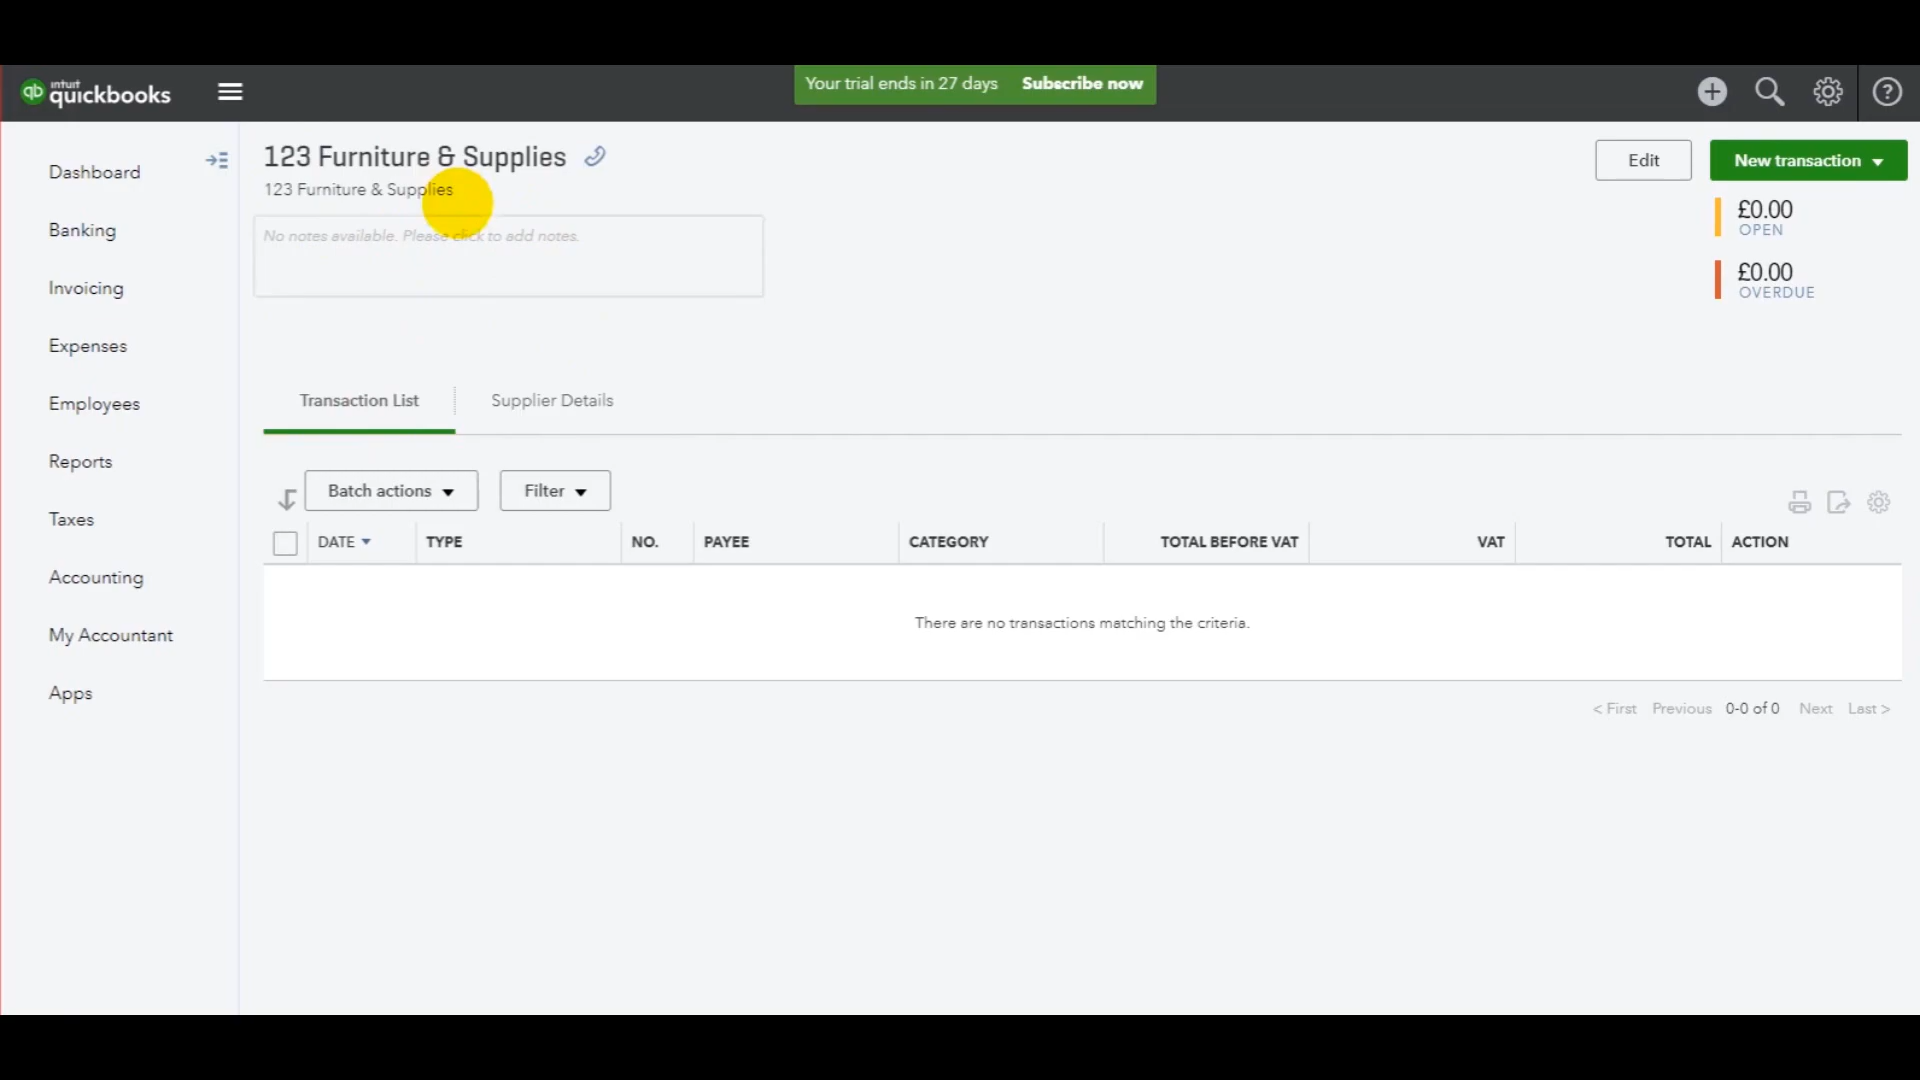 intuit
qb quickbooks
Your trial ends in 27 days Subscribe now
Dashboard
Banking
Invoicing
Expenses
Employees
Reports
Taxes
Accounting
My Accountant
Apps
123 Furniture & Supplies
123 Furniture & Supplies
No notes available. Please click to add notes.
Edit
New transaction
£0.00
OPEN
£0.00
OVERDUE
Transaction List
Supplier Details
Batch actions
Filter
DATE TYPE NO. PAYEE CATEGORY TOTAL BEFORE VAT VAT TOTAL ACTION
There are no transactions matching the criteria.
< First Previous 0-0 of 0 Next Last >